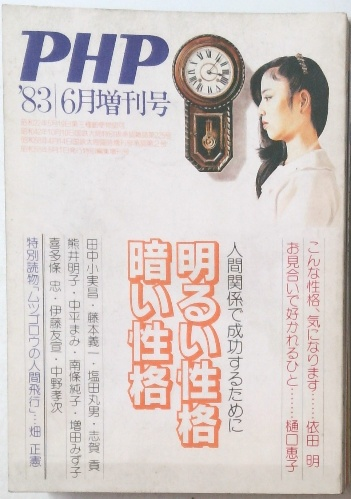 PHP
'83 6月増刊号
こんな性格、気になります……依田 明
お見合いで好かれるひと……樋口恵子
人間関係で成功するために
明るい性格
暗い性格
田中小実昌・藤本義一・塩田丸男・志賀 貢
熊井明子・中平まみ・南條純子・増田みず子
喜多條 忠・伊藤友宣・中野孝次
特別読物「ムツゴロウの人間飛行」…畑 正憲